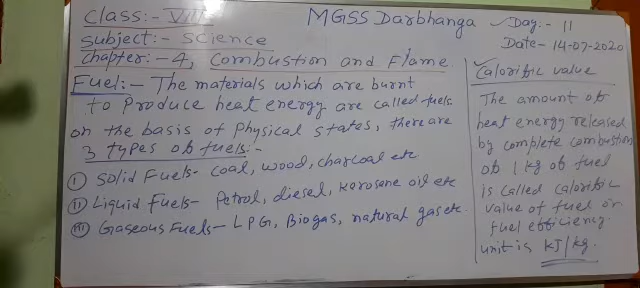 Class:- VIII
MGSS Darbhanga
Day:- 11
Subject:- Science
Date- 14-07-2020
Chapter:- 4, Combustion and Flame
Fuel:- The materials which are burnt
to Produce heat energy are called fuels
on the basis of Physical states, there are
3 types of fuels:-
(I) Solid Fuels- Coal, wood, charcoal etc
(II) Liquid Fuels- Petrol, diesel, Kerosene oil etc
(III) Gaseous Fuels- LPG, Biogas, natural gas etc.
Calorific value
The amount of
heat energy released
by complete combustion
of 1 kg of fuel
is called calorific
value of fuel or
fuel efficiency.
unit is KJ/kg.